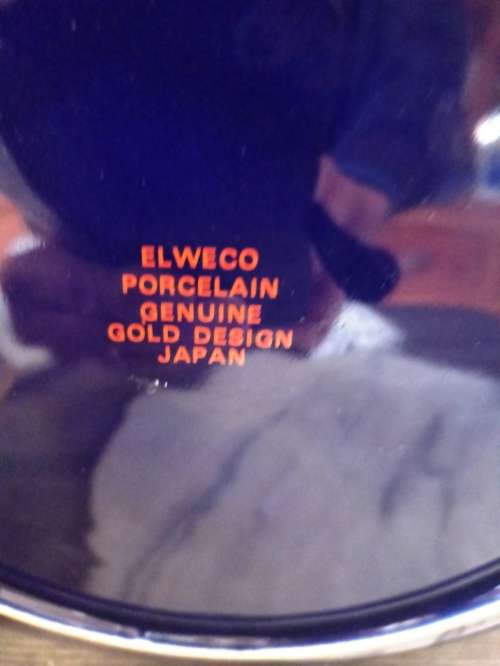 ELWECO
PORCELAIN
GENUINE
GOLD DESIGN
JAPAN